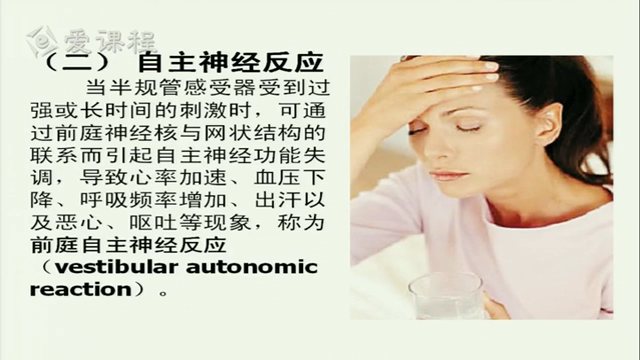 爱课程
（二） 自主神经反应
当半规管感受器受到过
强或长时间的刺激时，可通
过前庭神经核与网状结构的
联系而引起自主神经功能失
调，导致心率加速、血压下
降、呼吸频率增加、出汗以
及恶心、呕吐等现象，称为
前庭自主神经反应
（vestibular autonomic
reaction）。